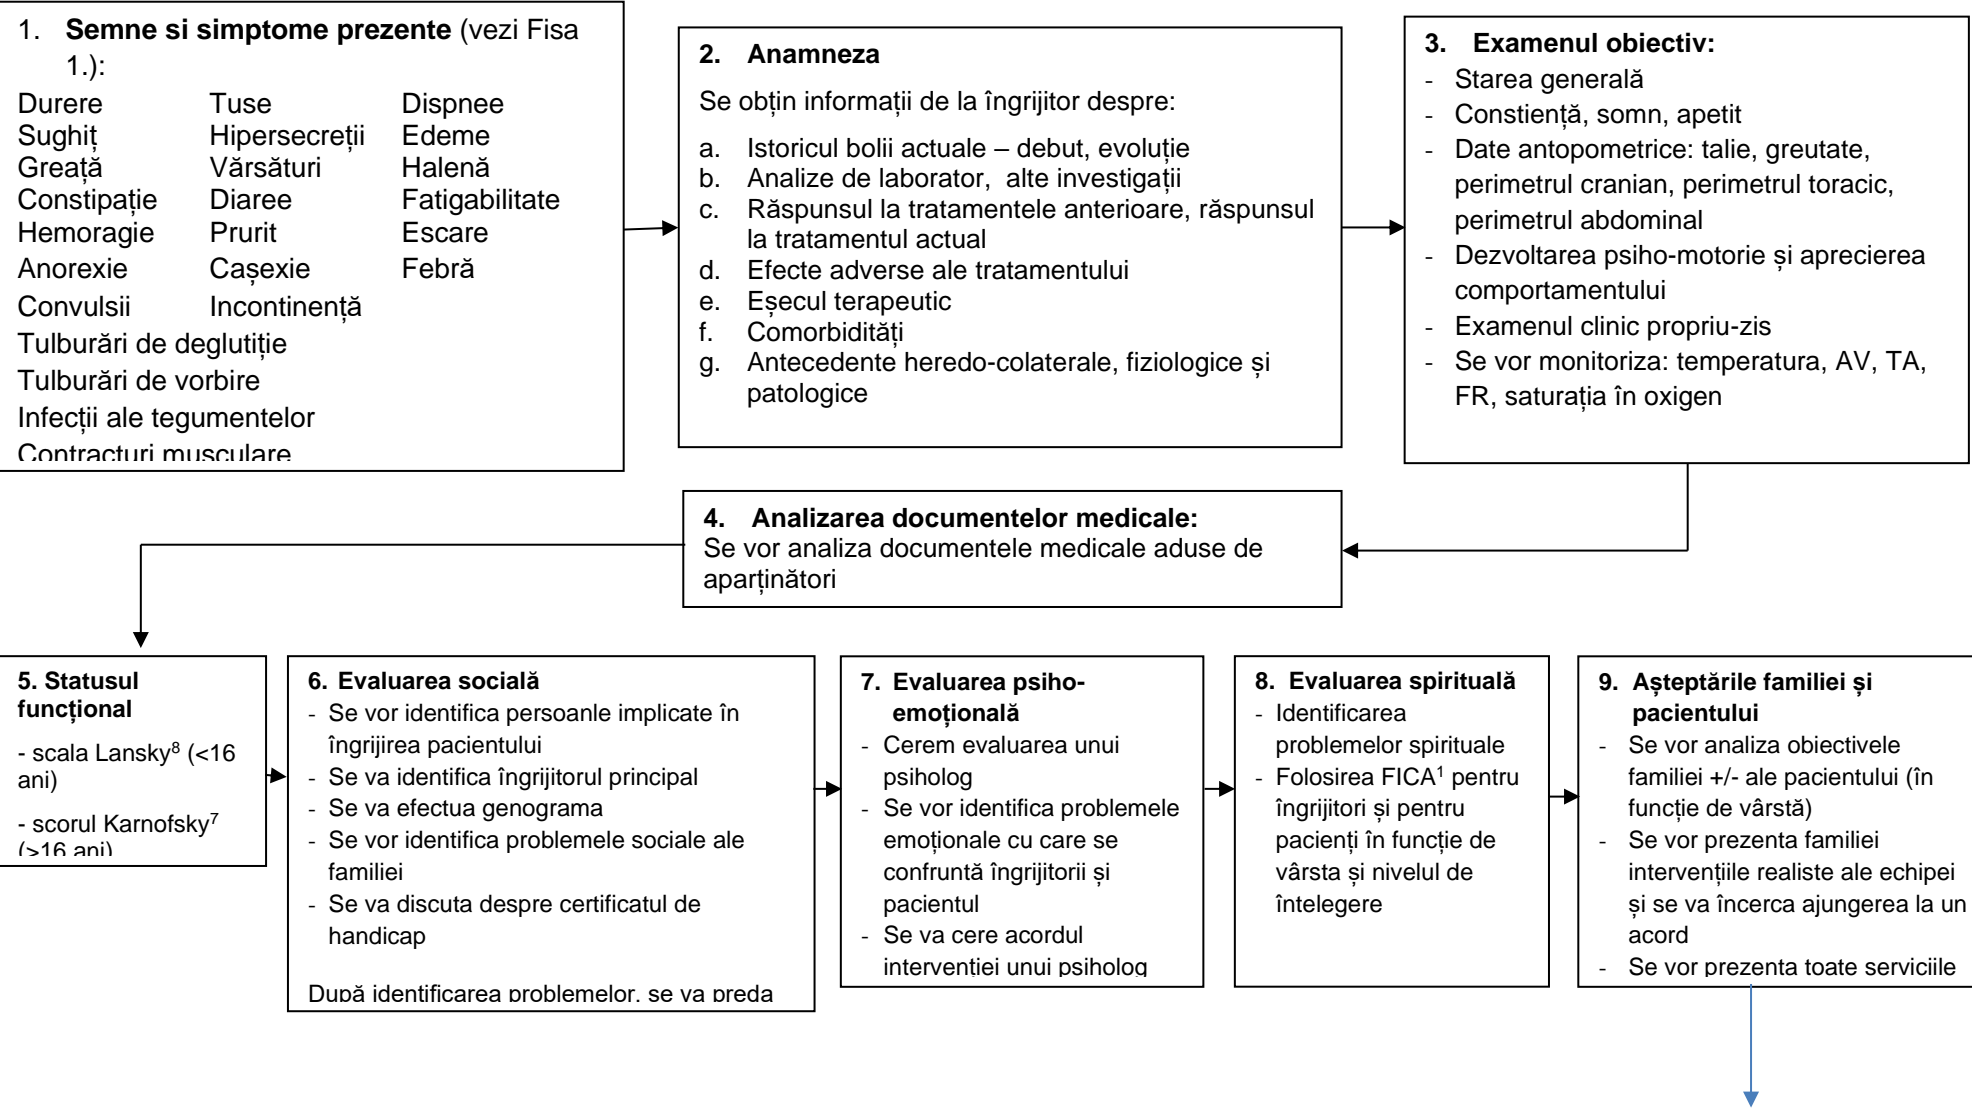 1. Semne si simptome prezente (vezi Fisa
1.):
Durere Tuse Dispnee
Sughiț Hipersecreții Edeme
Greață Vărsături Halenă
Constipație Diaree Fatigabilitate
Hemoragie Prurit Escare
Anorexie Cașexie Febră
Convulsii Incontinență
Tulburări de deglutiție
Tulburări de vorbire
Infecții ale tegumentelor
Contracturi musculare
2. Anamneza
Se obțin informații de la îngrijitor despre:
a. Istoricul bolii actuale – debut, evoluție
b. Analize de laborator, alte investigații
c. Răspunsul la tratamentele anterioare, răspunsul
la tratamentul actual
d. Efecte adverse ale tratamentului
e. Eșecul terapeutic
f. Comorbidități
g. Antecedente heredo-colaterale, fiziologice și
patologice
3. Examenul obiectiv:
- Starea generală
- Constiență, somn, apetit
- Date antopometrice: talie, greutate,
perimetrul cranian, perimetrul toracic,
perimetrul abdominal
- Dezvoltarea psiho-motorie și aprecierea
comportamentului
- Examenul clinic propriu-zis
- Se vor monitoriza: temperatura, AV, TA,
FR, saturația în oxigen
4. Analizarea documentelor medicale:
Se vor analiza documentele medicale aduse de
aparținători
5. Statusul
funcțional
- scala Lansky⁸ (<16
ani)
- scorul Karnofsky⁷
(>16 ani)
6. Evaluarea socială
- Se vor identifica persoanle implicate în
îngrijirea pacientului
- Se va identifica îngrijitorul principal
- Se va efectua genograma
- Se vor identifica problemele sociale ale
familiei
- Se va discuta despre certificatul de
handicap
După identificarea problemelor, se va preda
7. Evaluarea psiho-
emoțională
- Cerem evaluarea unui
psiholog
- Se vor identifica problemele
emoționale cu care se
confruntă îngrijitorii și
pacientul
- Se va cere acordul
intervenției unui psiholog
8. Evaluarea spirituală
- Identificarea
problemelor spirituale
- Folosirea FICA¹ pentru
îngrijitori și pentru
pacienți în funcție de
vârsta și nivelul de
întelegere
9. Așteptările familiei și
pacientului
- Se vor analiza obiectivele
familiei +/- ale pacientului (în
funcție de vârstă)
- Se vor prezenta familiei
intervențiile realiste ale echipei
și se va încerca ajungerea la un
acord
- Se vor prezenta toate serviciile